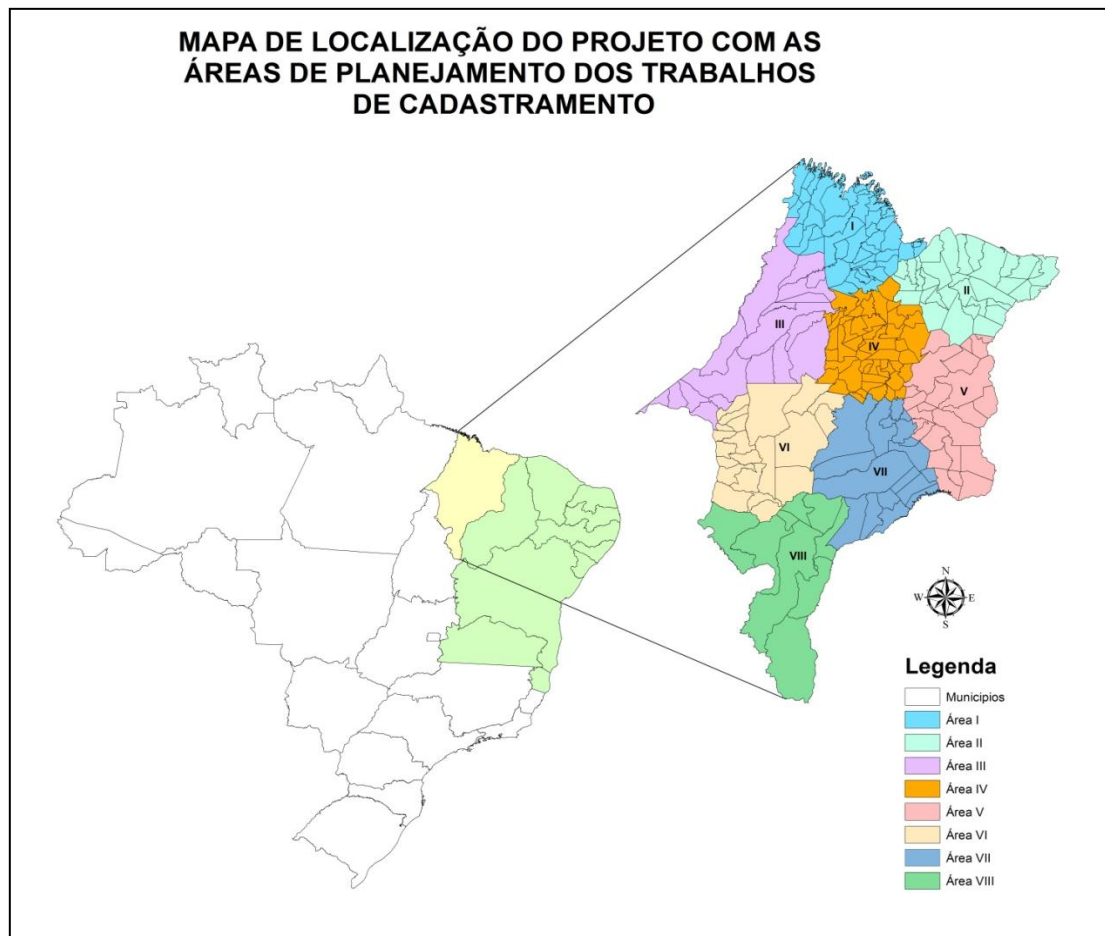 MAPA DE LOCALIZAÇÃO DO PROJETO COM AS
ÁREAS DE PLANEJAMENTO DOS TRABALHOS
DE CADASTRAMENTO
I
II
III
IV
V
VI
VII
VIII
N
W E
S
Legenda
Municipios
Área I
Área II
Área III
Área IV
Área V
Área VI
Área VII
Área VIII